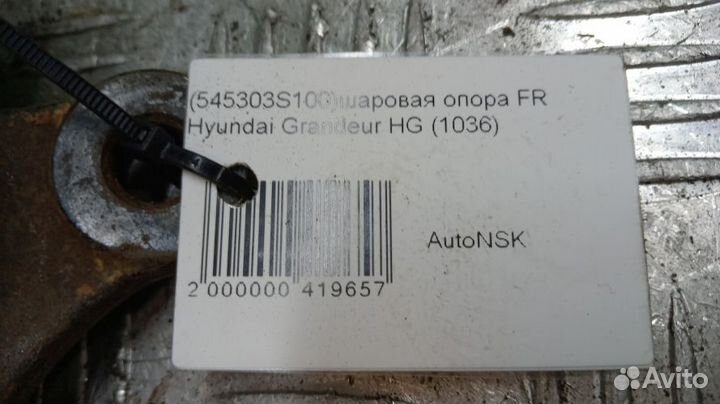 (545303S100)шаровая опора FR
Hyundai Grandeur HG (1036)
AutoNSK
2 000000 419657
Avito